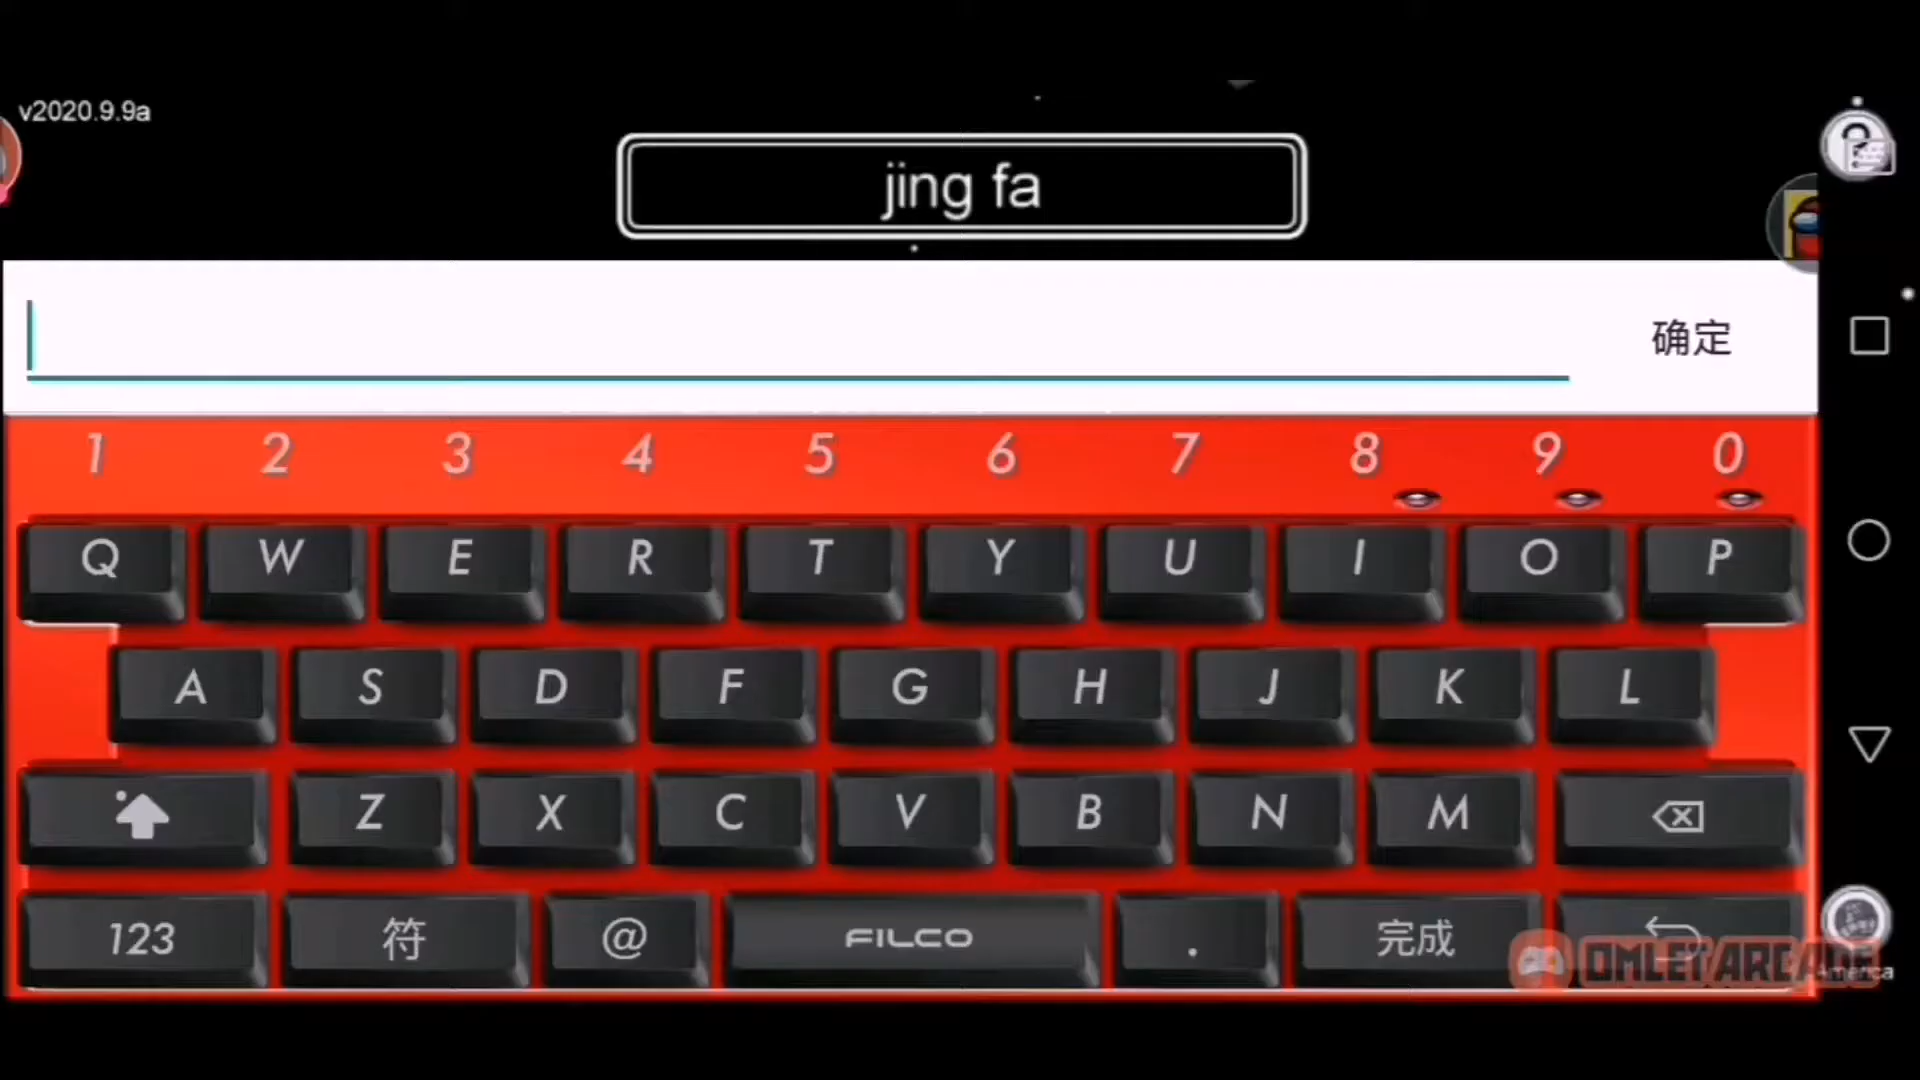 v2020.9.9a
jing fa
确定
1 2 3 4 5 6 7 8 9 0
Q W E R T Y U I O P
A S D F G H J K L
Z X C V B N M
123 符 @ FILCO . 完成
OMLET ARCADE
America